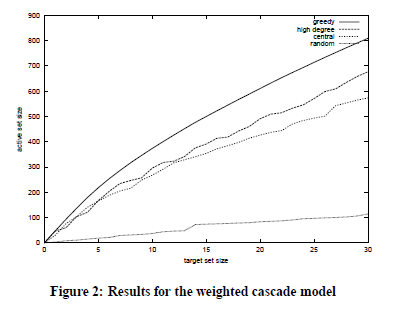 900
800
700
600
500
400
300
200
100
0
active set size
greedy
high degree
central
random
0 5 10 15 20 25 30
target set size
Figure 2: Results for the weighted cascade model